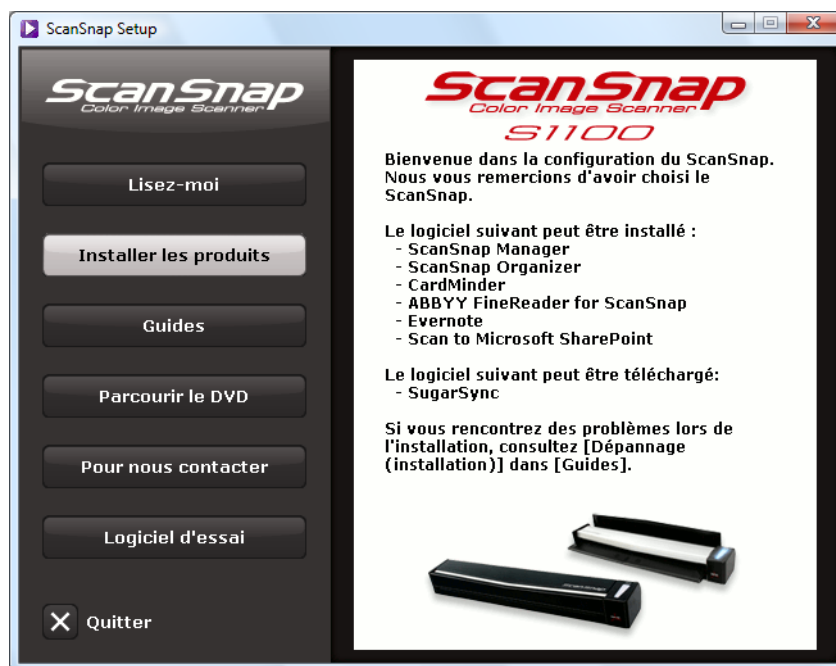 ScanSnap Setup
ScanSnap
Color Image Scanner
Lisez-moi
Installer les produits
Guides
Parcourir le DVD
Pour nous contacter
Logiciel d'essai
Quitter
ScanSnap
Color Image Scanner
S1100
Bienvenue dans la configuration du ScanSnap.
Nous vous remercions d'avoir choisi le
ScanSnap.
Le logiciel suivant peut être installé :
- ScanSnap Manager
- ScanSnap Organizer
- CardMinder
- ABBYY FineReader for ScanSnap
- Evernote
- Scan to Microsoft SharePoint
Le logiciel suivant peut être téléchargé:
- SugarSync
Si vous rencontrez des problèmes lors de
l'installation, consultez [Dépannage
(installation)] dans [Guides].
ScanSnap